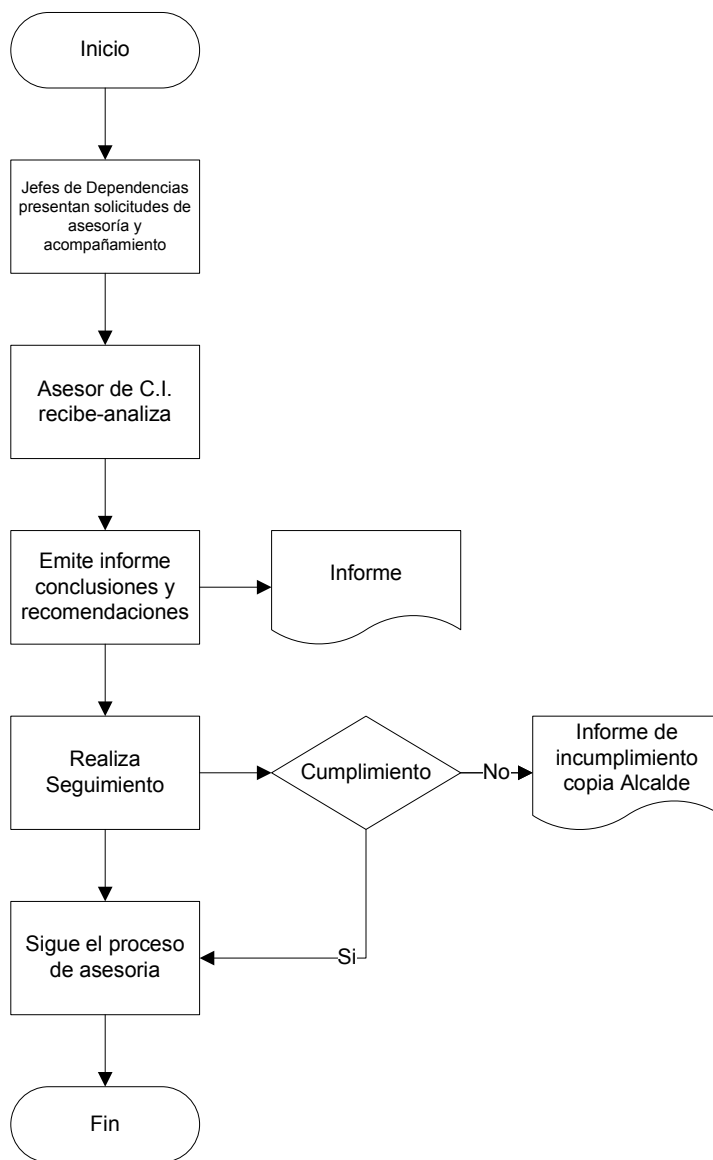 Inicio
Jefes de Dependencias
presentan solicitudes de
asesoría y
acompañamiento
Asesor de C.I.
recibe-analiza
Emite informe
conclusiones y
recomendaciones
Informe
Realiza
Seguimiento
Cumplimiento
No
Informe de
incumplimiento
copia Alcalde
Sigue el proceso
de asesoria
Si
Fin